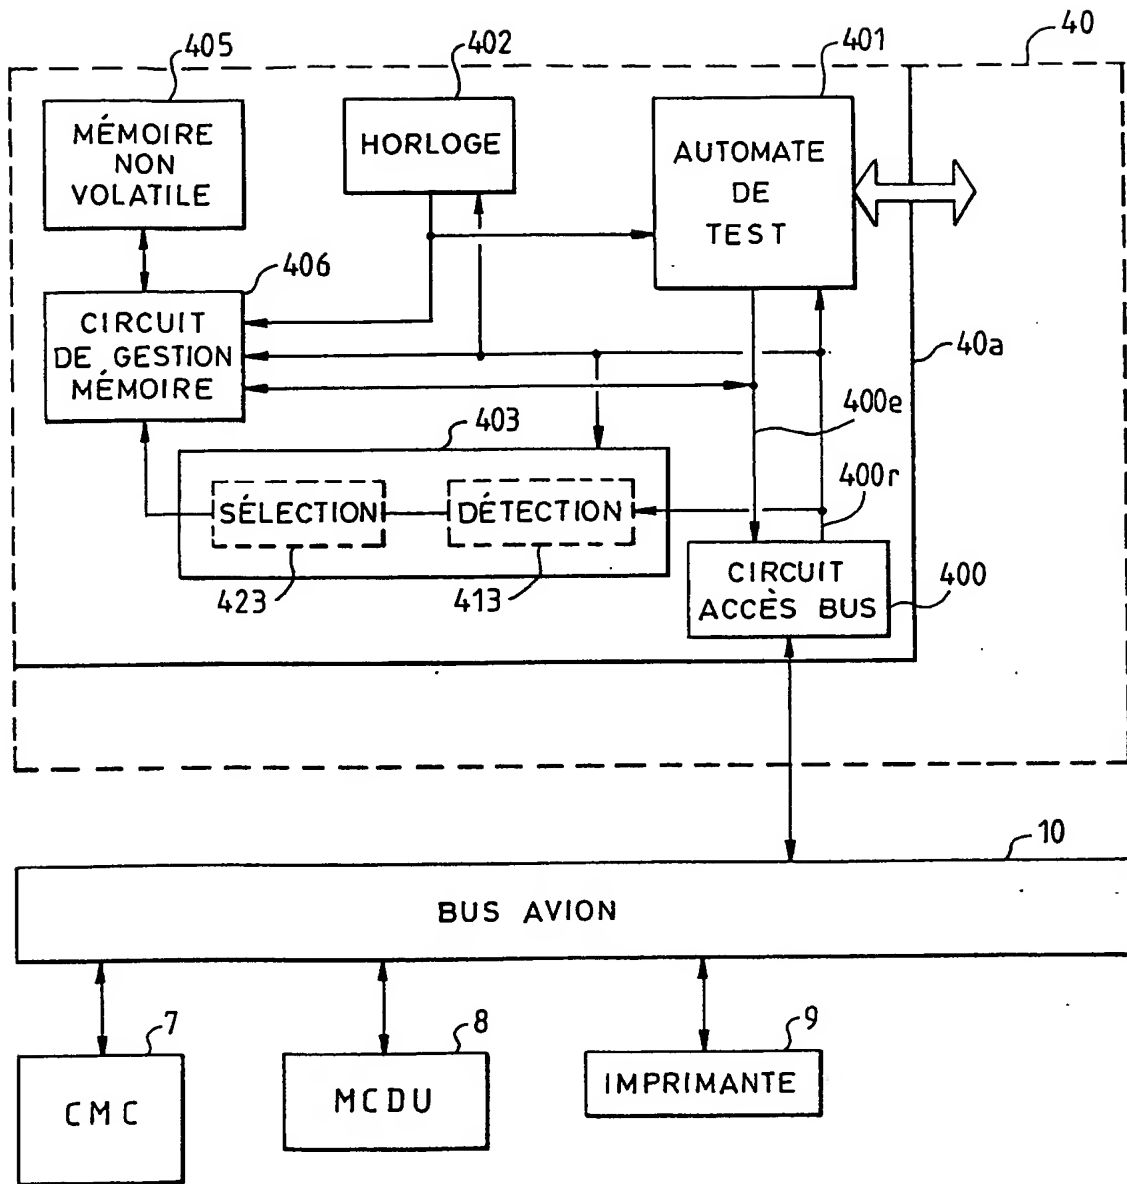 405
402
401
40
MÉMOIRE
NON
VOLATILE
HORLOGE
AUTOMATE
DE
TEST
406
CIRCUIT
DE GESTION
MÉMOIRE
40a
403
400e
400r
SÉLECTION
DÉTECTION
423
413
CIRCUIT
ACCÈS BUS
400
10
BUS AVION
7
8
9
CMC
MCDU
IMPRIMANTE